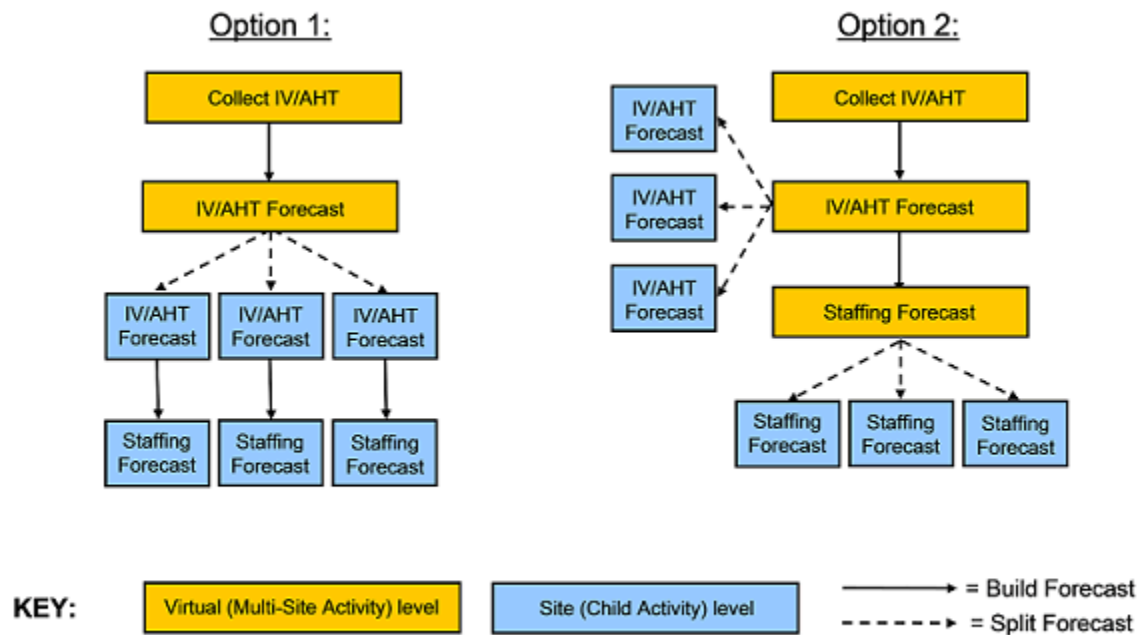 Option 1:
Collect IV/AHT
IV/AHT Forecast
IV/AHT
Forecast
IV/AHT
Forecast
IV/AHT
Forecast
Staffing
Forecast
Staffing
Forecast
Staffing
Forecast
Option 2:
Collect IV/AHT
IV/AHT
Forecast
IV/AHT
Forecast
IV/AHT
Forecast
IV/AHT Forecast
Staffing Forecast
Staffing
Forecast
Staffing
Forecast
Staffing
Forecast
KEY:
Virtual (Multi-Site Activity) level
Site (Child Activity) level
= Build Forecast
= Split Forecast